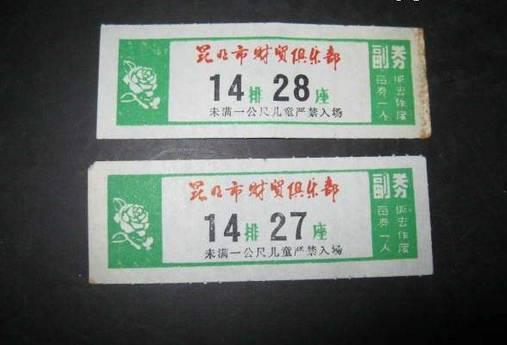 昆明市财贸俱乐部
14排28座
未满一公尺儿童严禁入场
副券
每券一人
撕去作废
昆明市财贸俱乐部
14排27座
未满一公尺儿童严禁入场
副券
每券一人
撕去作废